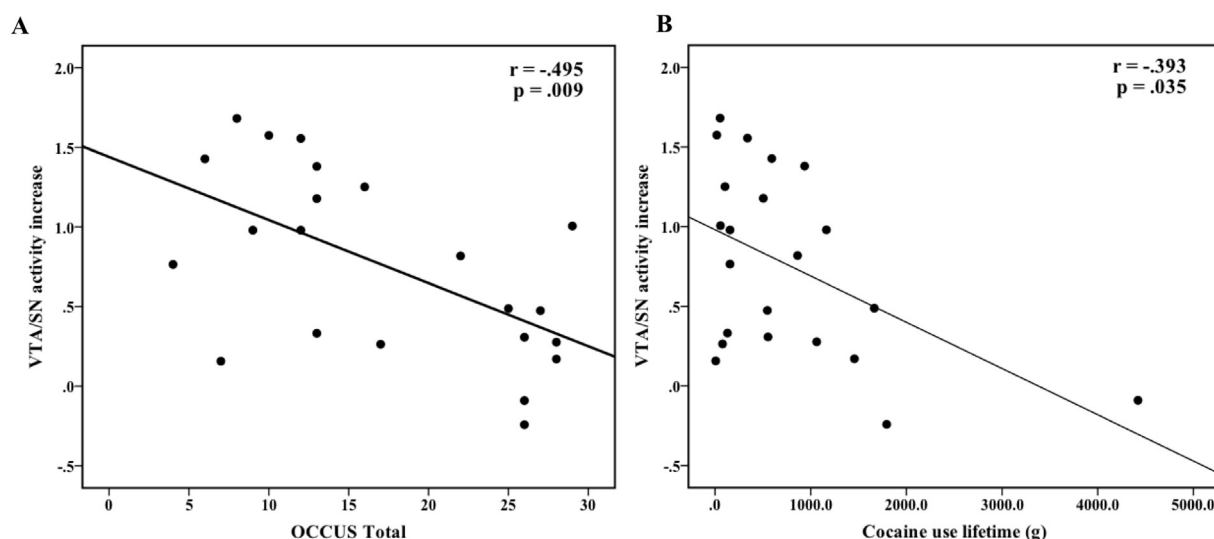 A
r = -.495
p = .009
VTA/SN activity increase
2.0
1.5
1.0
.5
.0
-.5
0 5 10 15 20 25 30
OCCUS Total
B
r = -.393
p = .035
VTA/SN activity increase
2.0
1.5
1.0
.5
.0
-.5
.0 1000.0 2000.0 3000.0 4000.0 5000.0
Cocaine use lifetime (g)